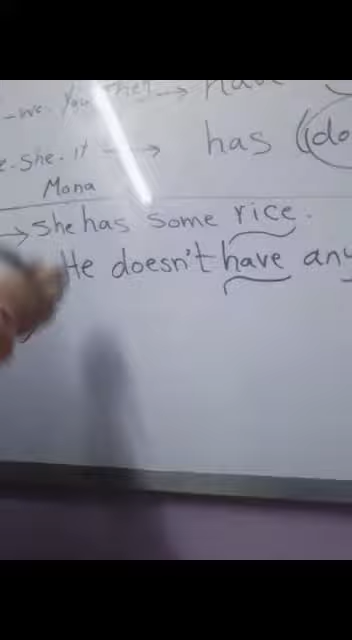 -we. You they → have
e. she. it → has (do
Mona
→ She has some rice.
He doesn't have any